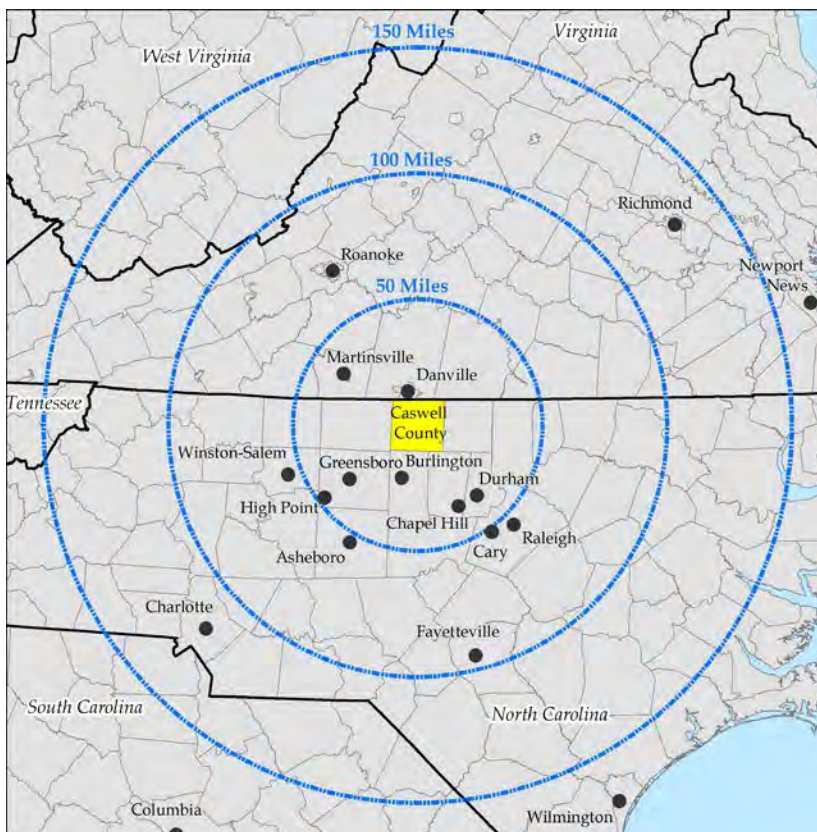 150 Miles
Virginia
West Virginia
100 Miles
Richmond
Roanoke
Newport
News
50 Miles
Martinsville
Danville
Tennessee
Caswell
County
Winston-Salem
Greensboro
Burlington
Durham
High Point
Chapel Hill
Raleigh
Cary
Asheboro
Charlotte
Fayetteville
South Carolina
North Carolina
Columbia
Wilmington